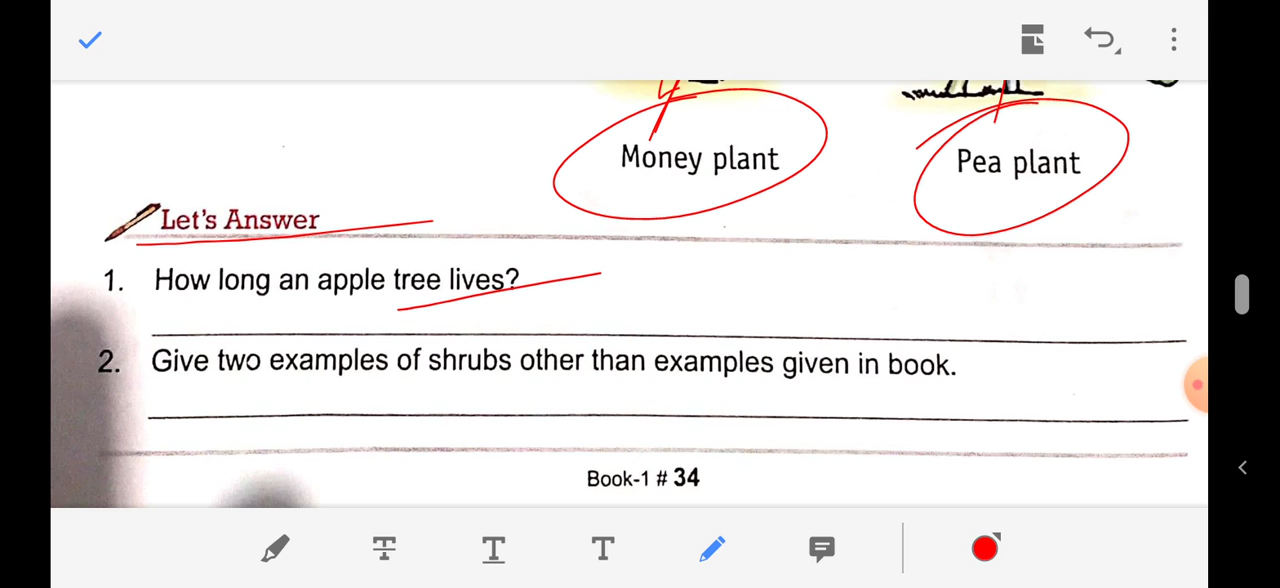 Money plant
Pea plant
Let's Answer
1. How long an apple tree lives?
2. Give two examples of shrubs other than examples given in book.
Book-1 # 34